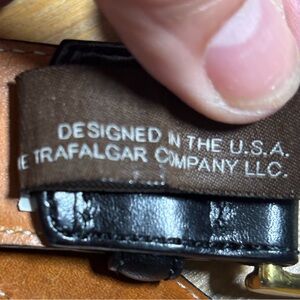 DESIGNED IN THE U.S.A.
E TRAFALGAR COMPANY LLC.